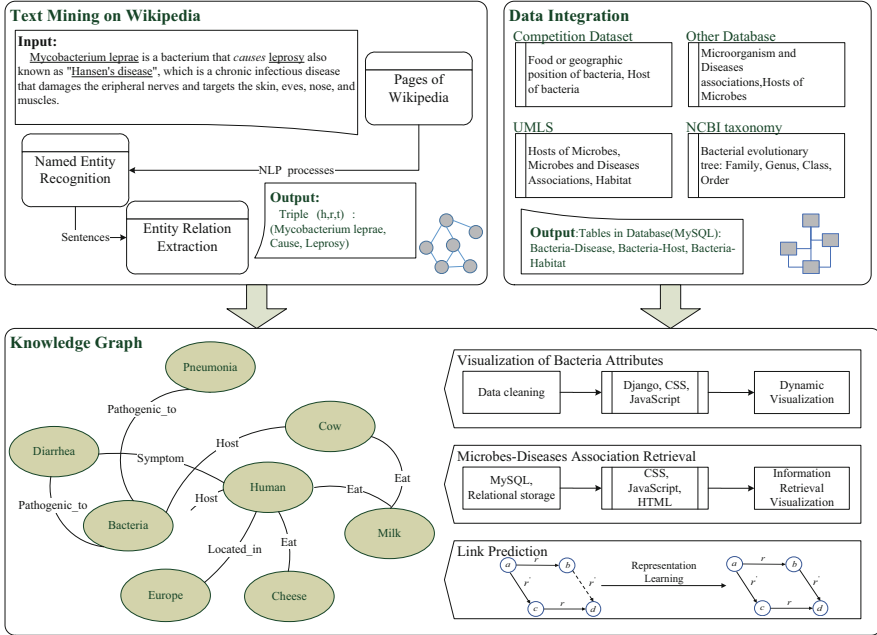 Text Mining on Wikipedia
Input:
Mycobacterium leprae is a bacterium that causes leprosy also
known as "Hansen's disease", which is a chronic infectious disease
that damages the eripheral nerves and targets the skin, eves, nose, and
muscles.
Pages of
Wikipedia
Named Entity
Recognition
NLP processes
Sentences
Entity Relation
Extraction
Output:
Triple (h,r,t) :
(Mycobacterium leprae,
Cause, Leprosy)
Data Integration
Competition Dataset
Food or geographic
position of bacteria, Host
of bacteria
Other Database
Microorganism and
Diseases
associations,Hosts of
Microbes
UMLS
Hosts of Microbes,
Microbes and Diseases
Associations, Habitat
NCBI taxonomy
Bacterial evolutionary
tree: Family, Genus, Class,
Order
Output:Tables in Database(MySQL):
Bacteria-Disease, Bacteria-Host, Bacteria-
Habitat
Knowledge Graph
Pneumonia
Pathogenic_to
Cow
Host
Diarrhea
Symptom
Eat
Human
Host
Eat
Pathogenic_to
Bacteria
Milk
Located_in
Eat
Europe
Cheese
Visualization of Bacteria Attributes
Data cleaning
Django, CSS,
JavaScript
Dynamic
Visualization
Microbes-Diseases Association Retrieval
MySQL,
Relational storage
CSS,
JavaScript,
HTML
Information
Retrieval
Visualization
Link Prediction
a r b
r' r'
c r d
Representation
Learning
a r b
r' r'
c r d